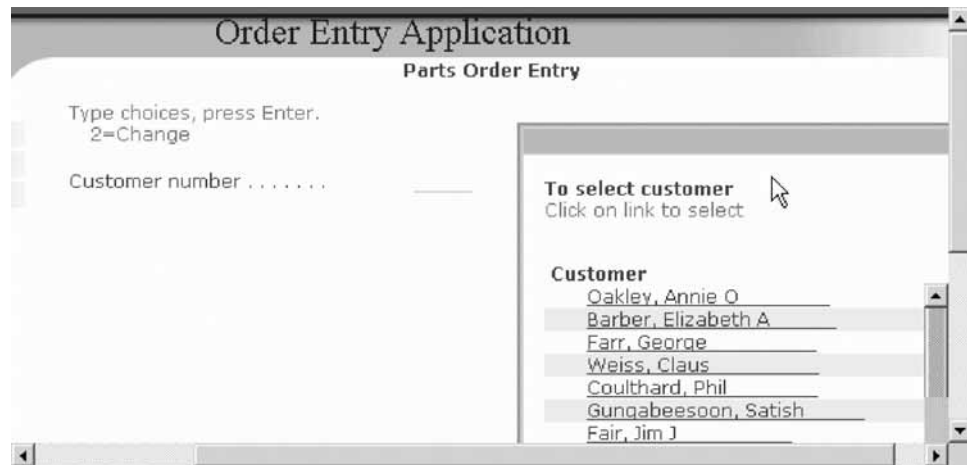 Order Entry Application
Parts Order Entry
Type choices, press Enter.
2=Change
Customer number . . . . . . .
To select customer
Click on link to select
Customer
Oakley, Annie O
Barber, Elizabeth A
Farr, George
Weiss, Claus
Coulthard, Phil
Gungabeesoon, Satish
Fair, Jim J